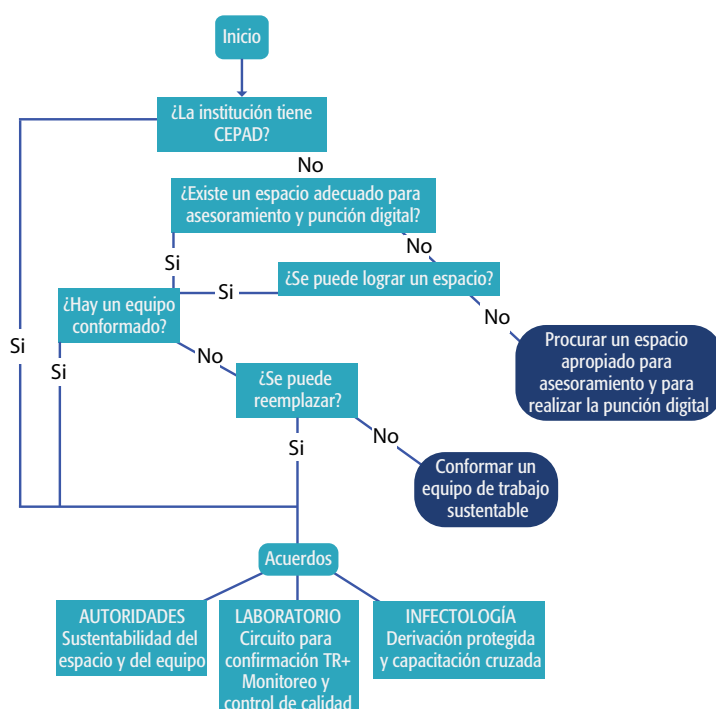 Inicio
¿La institución tiene
CEPAD?
No
¿Existe un espacio adecuado para
asesoramiento y punción digital?
No
Si
¿Se puede lograr un espacio?
Si
¿Hay un equipo
conformado?
No
Procurar un espacio
apropiado para
asesoramiento y para
realizar la punción digital
Si
Si
No
¿Se puede
reemplazar?
No
Si
Conformar un
equipo de trabajo
sustentable
Acuerdos
AUTORIDADES
Sustentabilidad del
espacio y del equipo
LABORATORIO
Circuito para
confirmación TR+
Monitoreo y
control de calidad
INFECTOLOGÍA
Derivación protegida
y capacitación cruzada